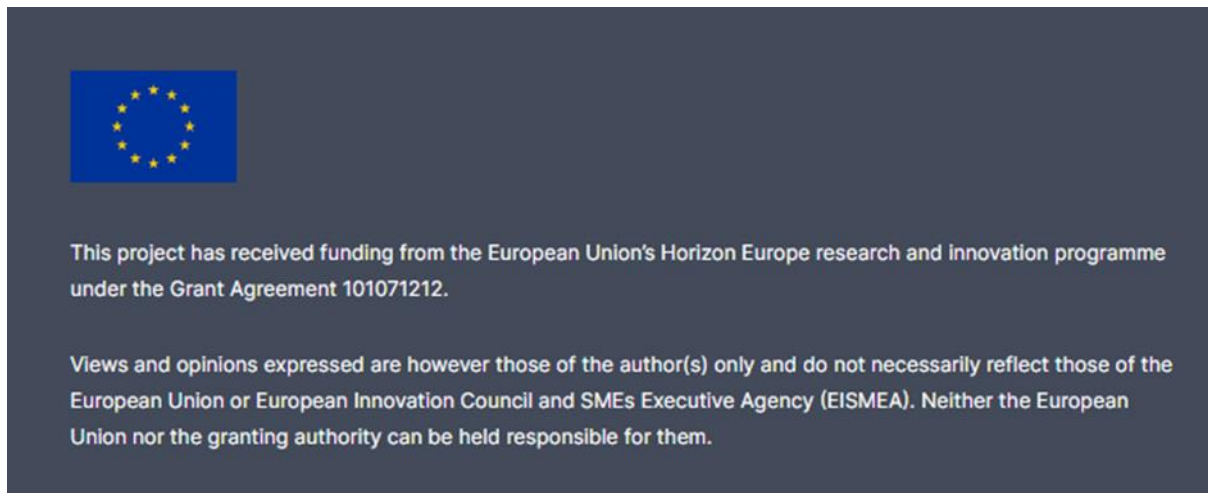 This project has received funding from the European Union’s Horizon Europe research and innovation programme
under the Grant Agreement 101071212.
Views and opinions expressed are however those of the author(s) only and do not necessarily reflect those of the
European Union or European Innovation Council and SMEs Executive Agency (EISMEA). Neither the European
Union nor the granting authority can be held responsible for them.